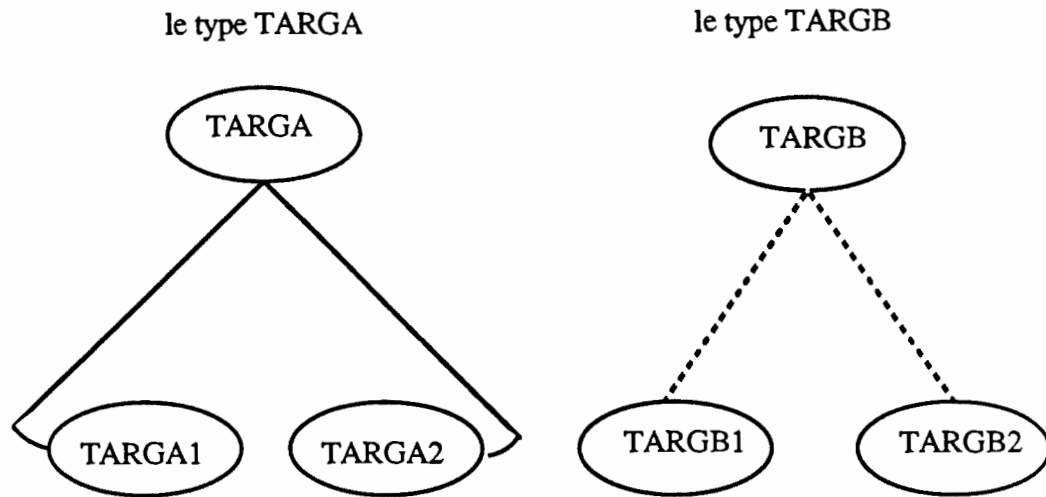 le type TARGA
le type TARGB
TARGA
TARGB
TARGA1
TARGA2
TARGB1
TARGB2